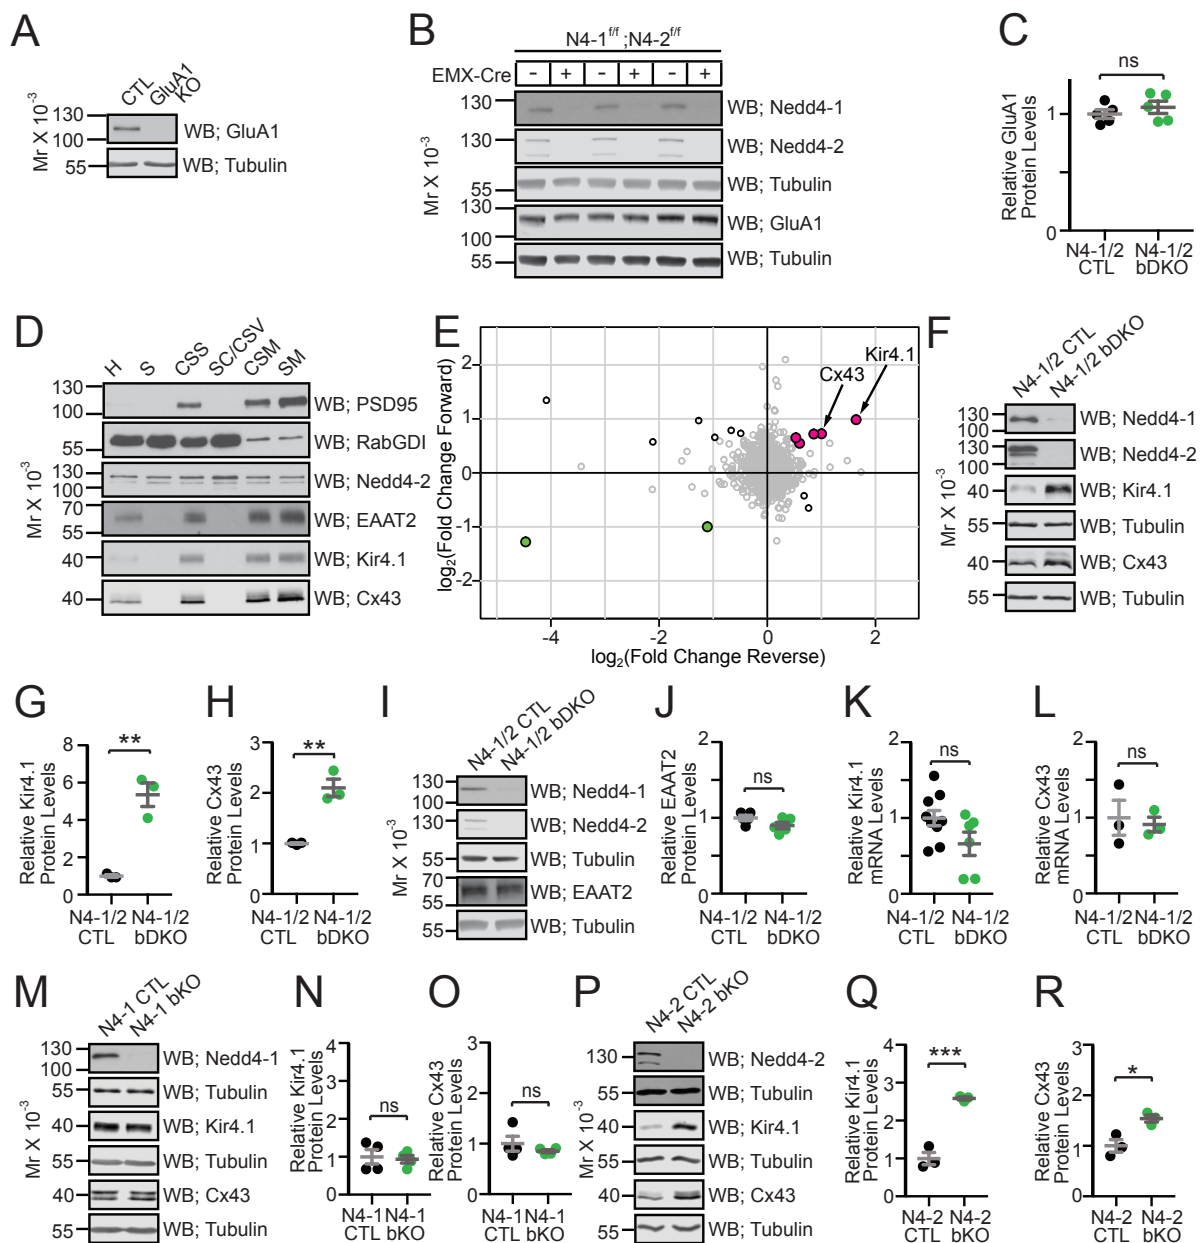 A
CTL
GluA1
KO
Mr X 10⁻³
130
100
55
WB; GluA1
WB; Tubulin
B
N4-1f/f ;N4-2f/f
EMX-Cre
- + - + - +
Mr X 10⁻³
130
WB; Nedd4-1
130
WB; Nedd4-2
55
WB; Tubulin
130
100
WB; GluA1
55
WB; Tubulin
C
ns
Relative GluA1
Protein Levels
1
0
N4-1/2 N4-1/2
CTL bDKO
D
H S CSS SC/CSV CSM SM
Mr X 10⁻³
130
100
WB; PSD95
55
WB; RabGDI
130
100
WB; Nedd4-2
70
55
WB; EAAT2
40
WB; Kir4.1
40
WB; Cx43
E
log₂(Fold Change Forward)
2
1
0
-1
-2
Kir4.1
Cx43
-4 -2 0 2
log₂(Fold Change Reverse)
F
N4-1/2 CTL
N4-1/2 bDKO
Mr X 10⁻³
130
100
WB; Nedd4-1
130
100
WB; Nedd4-2
40
WB; Kir4.1
55
WB; Tubulin
40
WB; Cx43
55
WB; Tubulin
G
**
Relative Kir4.1
Protein Levels
8
6
4
2
0
N4-1/2 N4-1/2
CTL bDKO
H
**
Relative Cx43
Protein Levels
3
2
1
0
N4-1/2 N4-1/2
CTL bDKO
I
N4-1/2 CTL
N4-1/2 bDKO
Mr X 10⁻³
130
100
WB; Nedd4-1
130
WB; Nedd4-2
55
WB; Tubulin
70
55
WB; EAAT2
55
WB; Tubulin
J
ns
Relative EAAT2
Protein Levels
2
1
0
N4-1/2 N4-1/2
CTL bDKO
K
ns
Relative Kir4.1
mRNA Levels
2
1
0
N4-1/2 N4-1/2
CTL bDKO
L
ns
Relative Cx43
mRNA Levels
2
1
0
N4-1/2 N4-1/2
CTL bDKO
M
N4-1 CTL
N4-1 bKO
Mr X 10⁻³
130
100
WB; Nedd4-1
55
WB; Tubulin
40
WB; Kir4.1
55
WB; Tubulin
40
WB; Cx43
55
WB; Tubulin
N
ns
Relative Kir4.1
Protein Levels
4
3
2
1
0
N4-1 N4-1
CTL bKO
O
ns
Relative Cx43
Protein Levels
3
2
1
0
N4-1 N4-1
CTL bKO
P
N4-2 CTL
N4-2 bKO
Mr X 10⁻³
130
WB; Nedd4-2
55
WB; Tubulin
40
WB; Kir4.1
55
WB; Tubulin
40
WB; Cx43
55
WB; Tubulin
Q
***
Relative Kir4.1
Protein Levels
4
3
2
1
0
N4-2 N4-2
CTL bKO
R
*
Relative Cx43
Protein Levels
3
2
1
0
N4-2 N4-2
CTL bKO